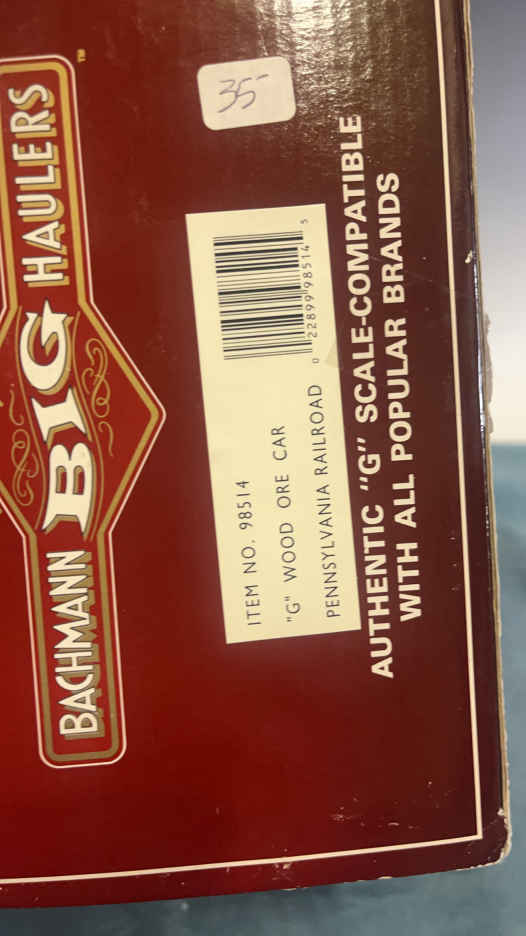 BACHMANN BIG HAULERS™
35-
ITEM NO. 98514
"G" WOOD ORE CAR
PENNSYLVANIA RAILROAD
0 22899 98514 5
AUTHENTIC "G" SCALE-COMPATIBLE
WITH ALL POPULAR BRANDS